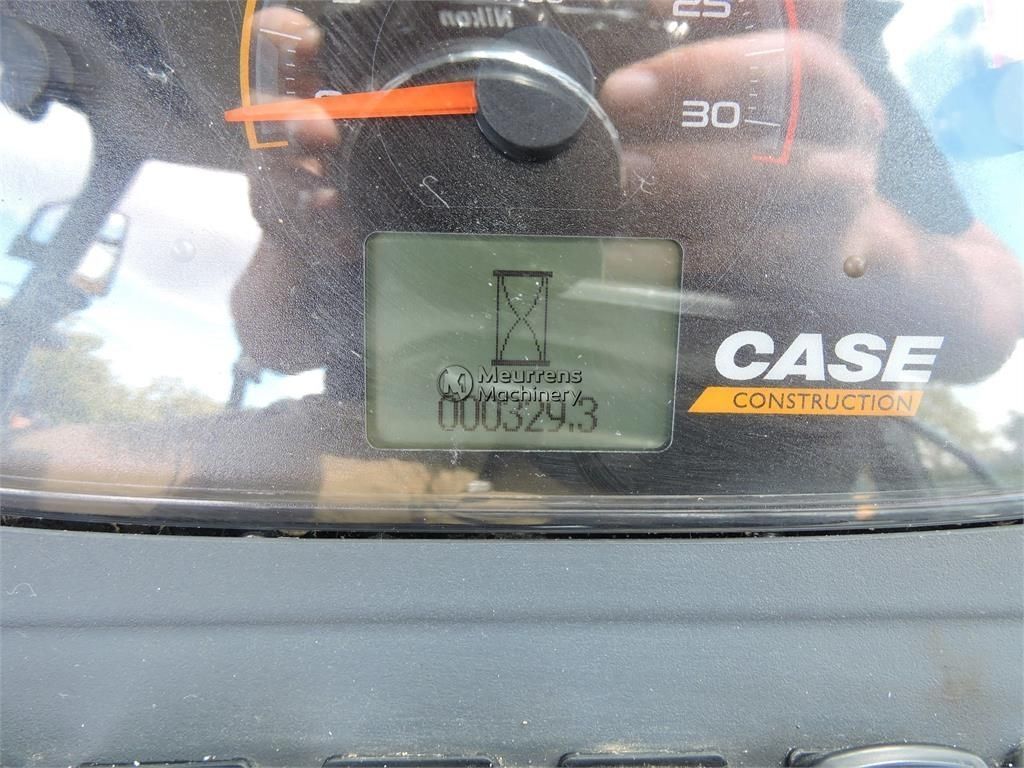 Nikon
25
30
Meurrens
Machinery
000329.3
CASE
CONSTRUCTION